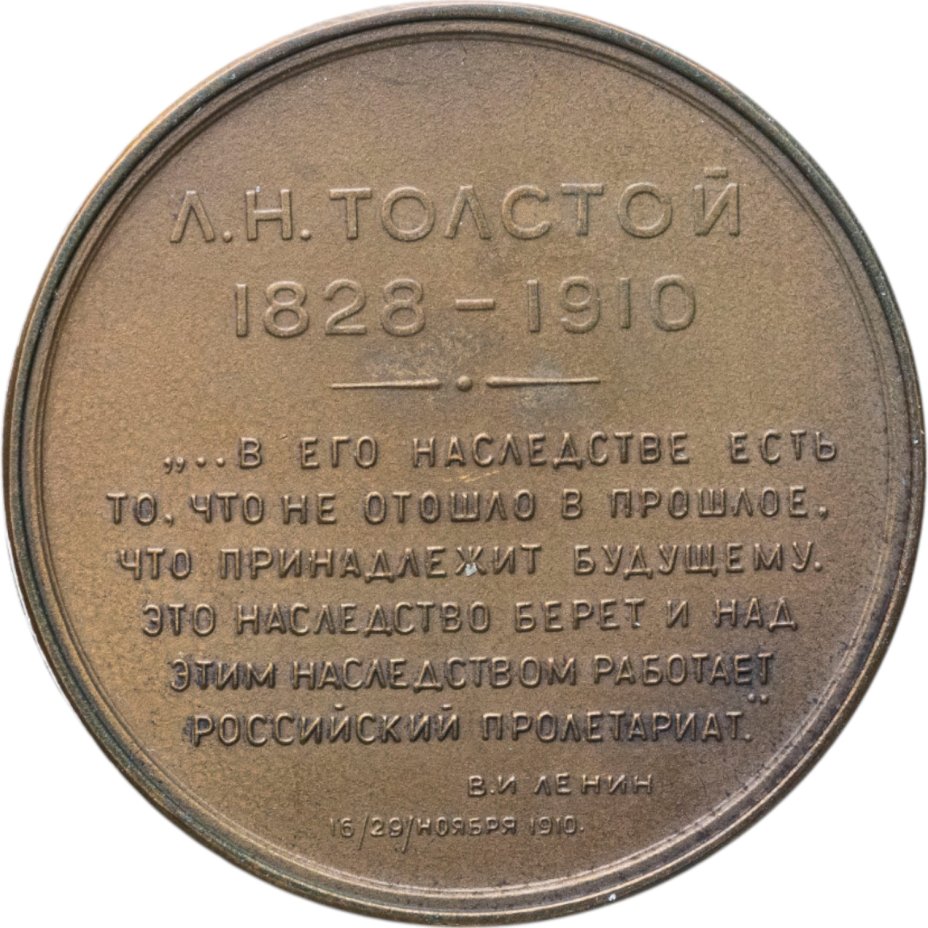 Л.Н. ТОЛСТОЙ
1828 – 1910
„.. В ЕГО НАСЛЕДСТВЕ ЕСТЬ
ТО, ЧТО НЕ ОТОШЛО В ПРОШЛОЕ,
ЧТО ПРИНАДЛЕЖИТ БУДУЩЕМУ.
ЭТО НАСЛЕДСТВО БЕРЕТ И НАД
ЭТИМ НАСЛЕДСТВОМ РАБОТАЕТ
РОССИЙСКИЙ ПРОЛЕТАРИАТ."
В.И ЛЕНИН
16/29/НОЯБРЯ 1910.